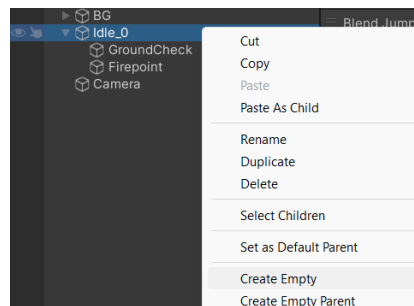 BG
Idle_0
GroundCheck
Firepoint
Camera
Blend Jump
Cut
Copy
Paste
Paste As Child
Rename
Duplicate
Delete
Select Children
Set as Default Parent
Create Empty
Create Empty Parent